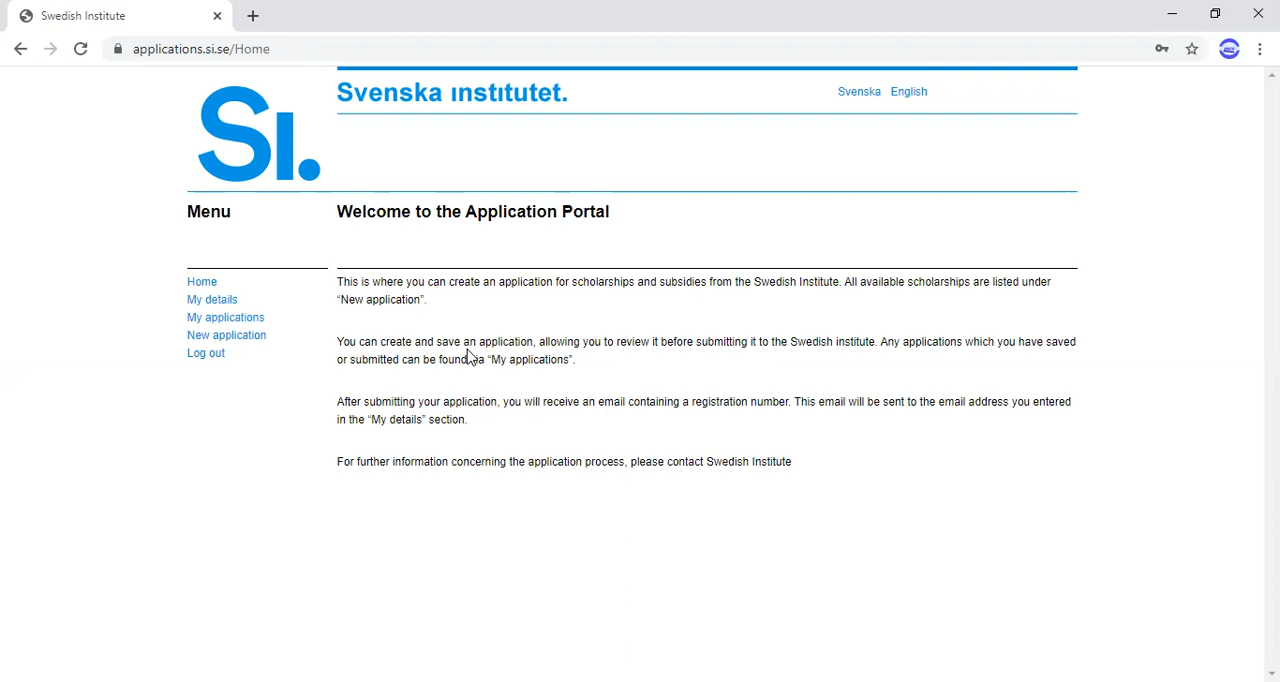 Swedish Institute
applications.si.se/Home
Sı.
Svenska ınstıtutet.
Svenska English
Menu
Welcome to the Application Portal
Home
My details
My applications
New application
Log out
This is where you can create an application for scholarships and subsidies from the Swedish Institute. All available scholarships are listed under
“New application”.
You can create and save an application, allowing you to review it before submitting it to the Swedish institute. Any applications which you have saved
or submitted can be found via “My applications”.
After submitting your application, you will receive an email containing a registration number. This email will be sent to the email address you entered
in the “My details” section.
For further information concerning the application process, please contact Swedish Institute